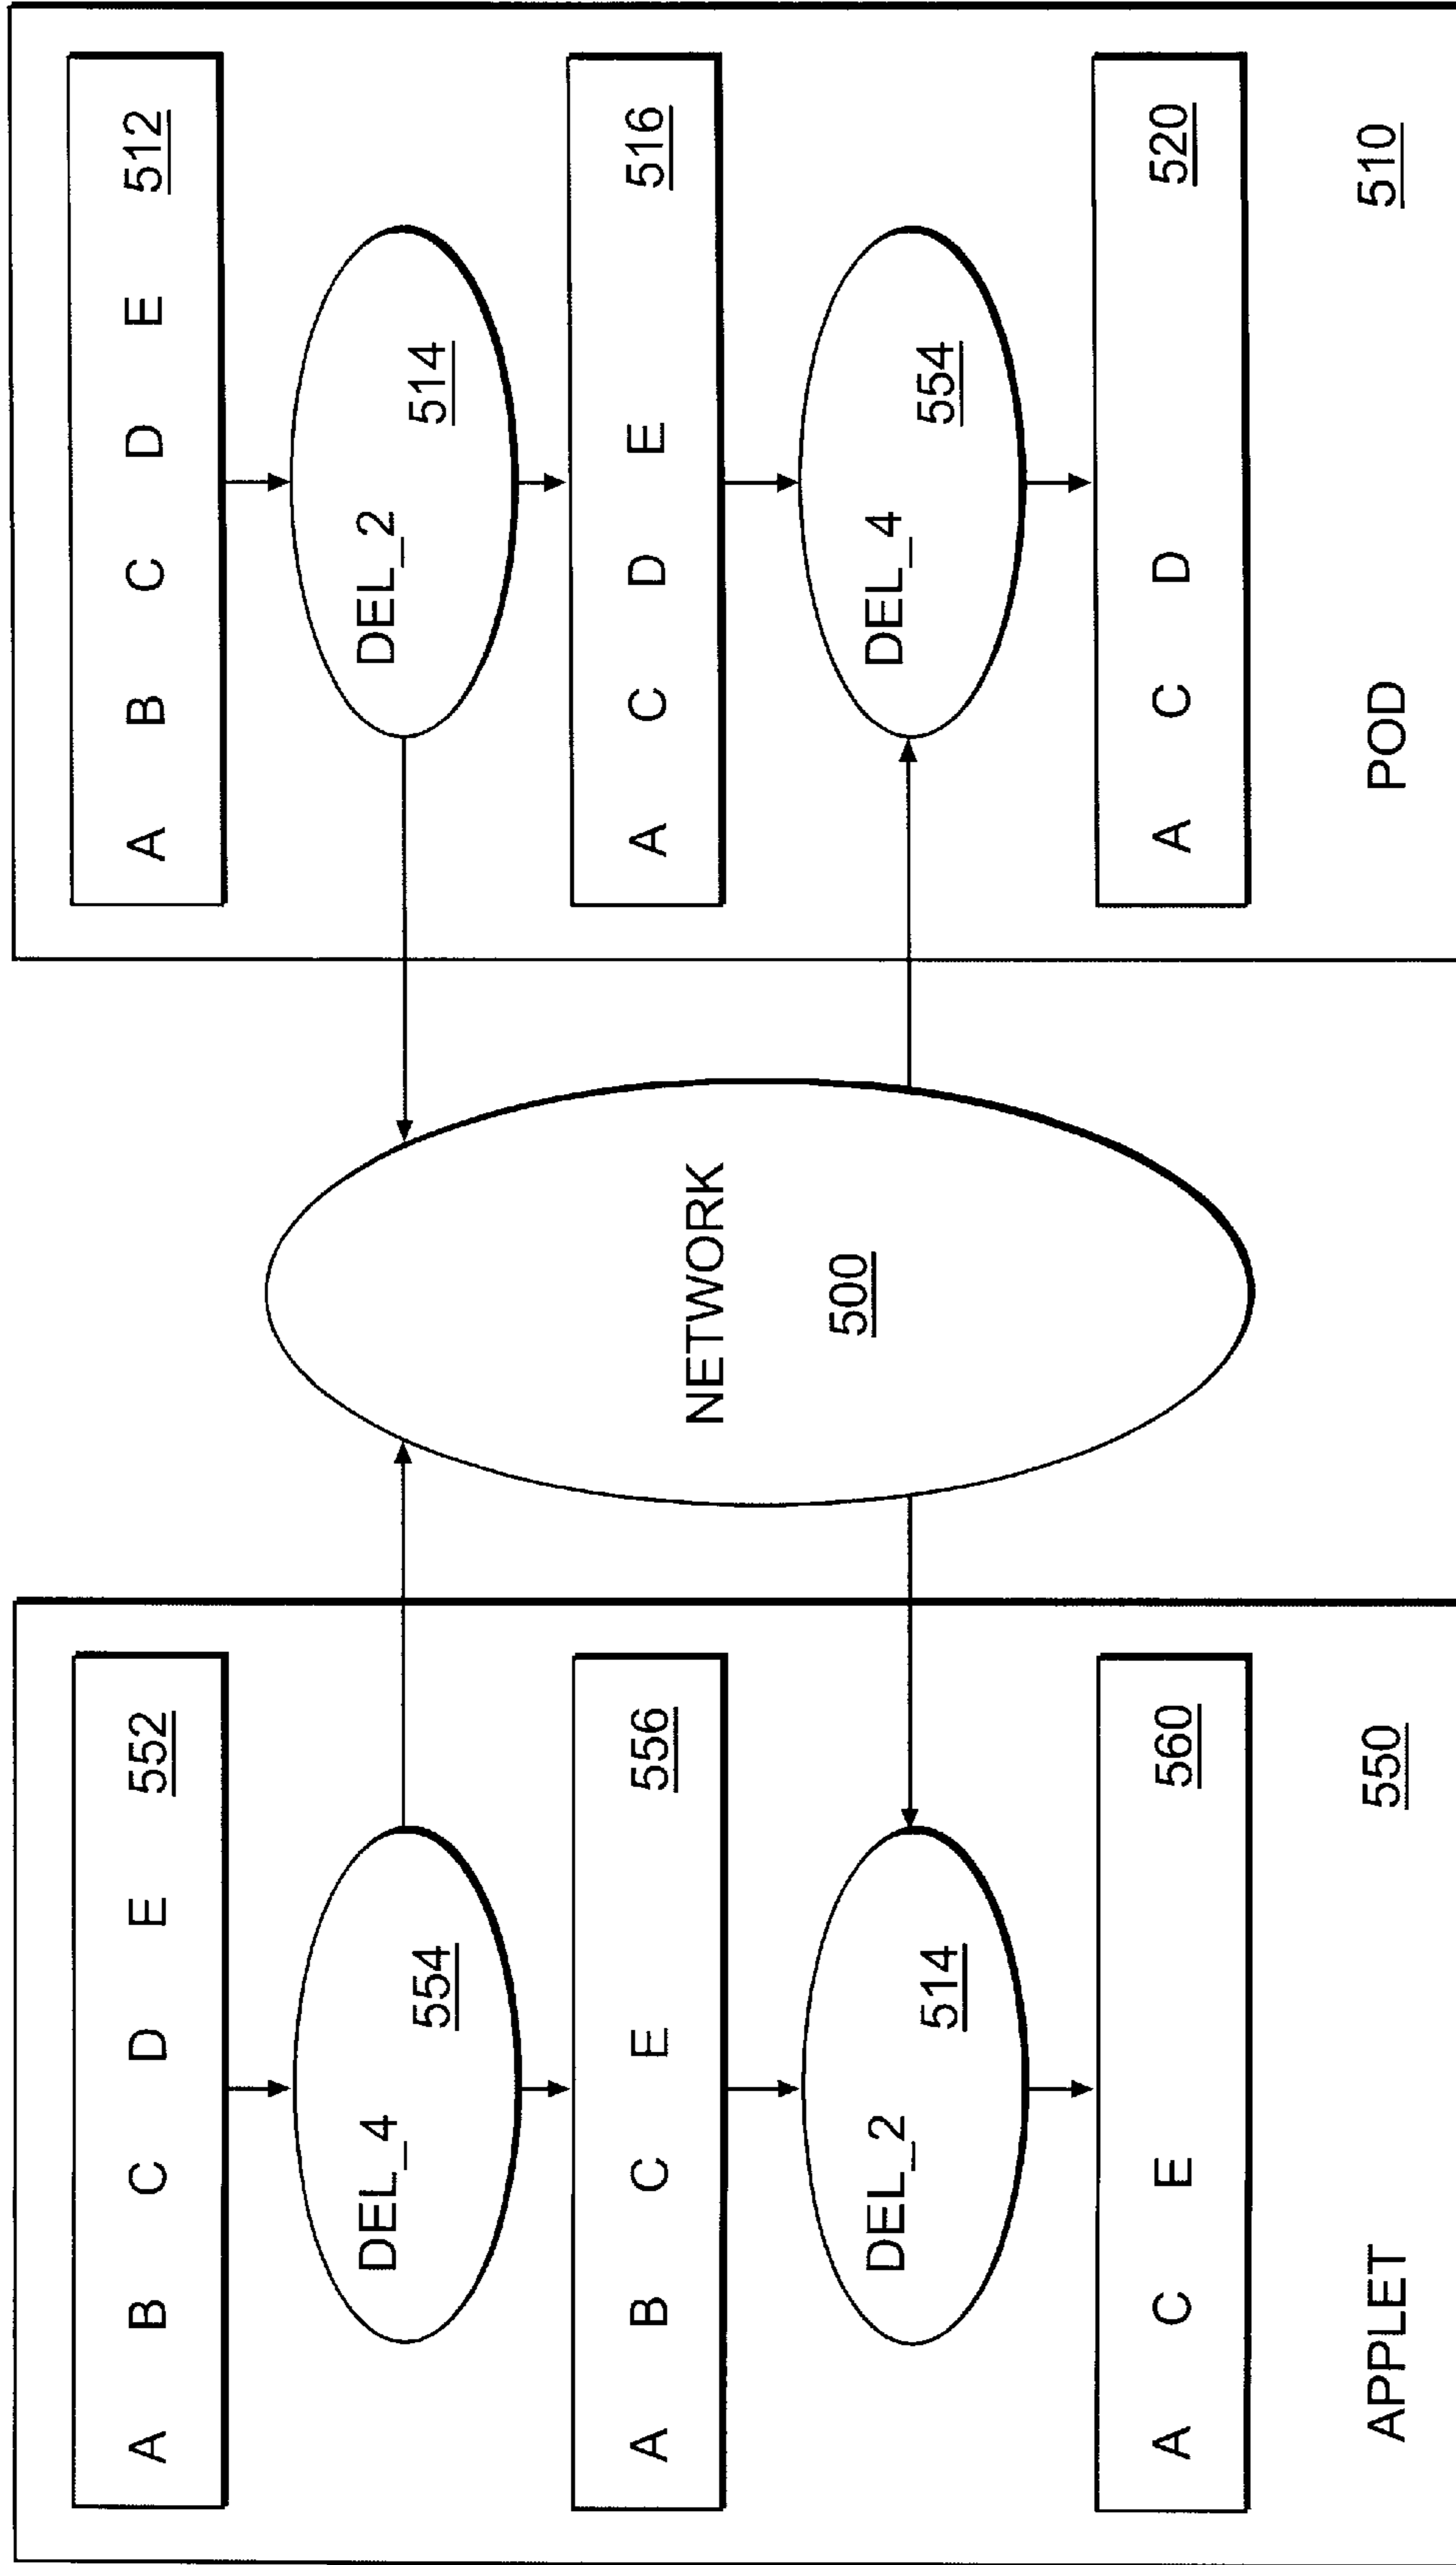 A B C D E 552
DEL_4
554
A B C E 556
DEL_2
514
A C E 560
APPLET 550
NETWORK
500
A B C D E 512
DEL_2
514
A C D E 516
DEL_4
554
A C D 520
POD 510